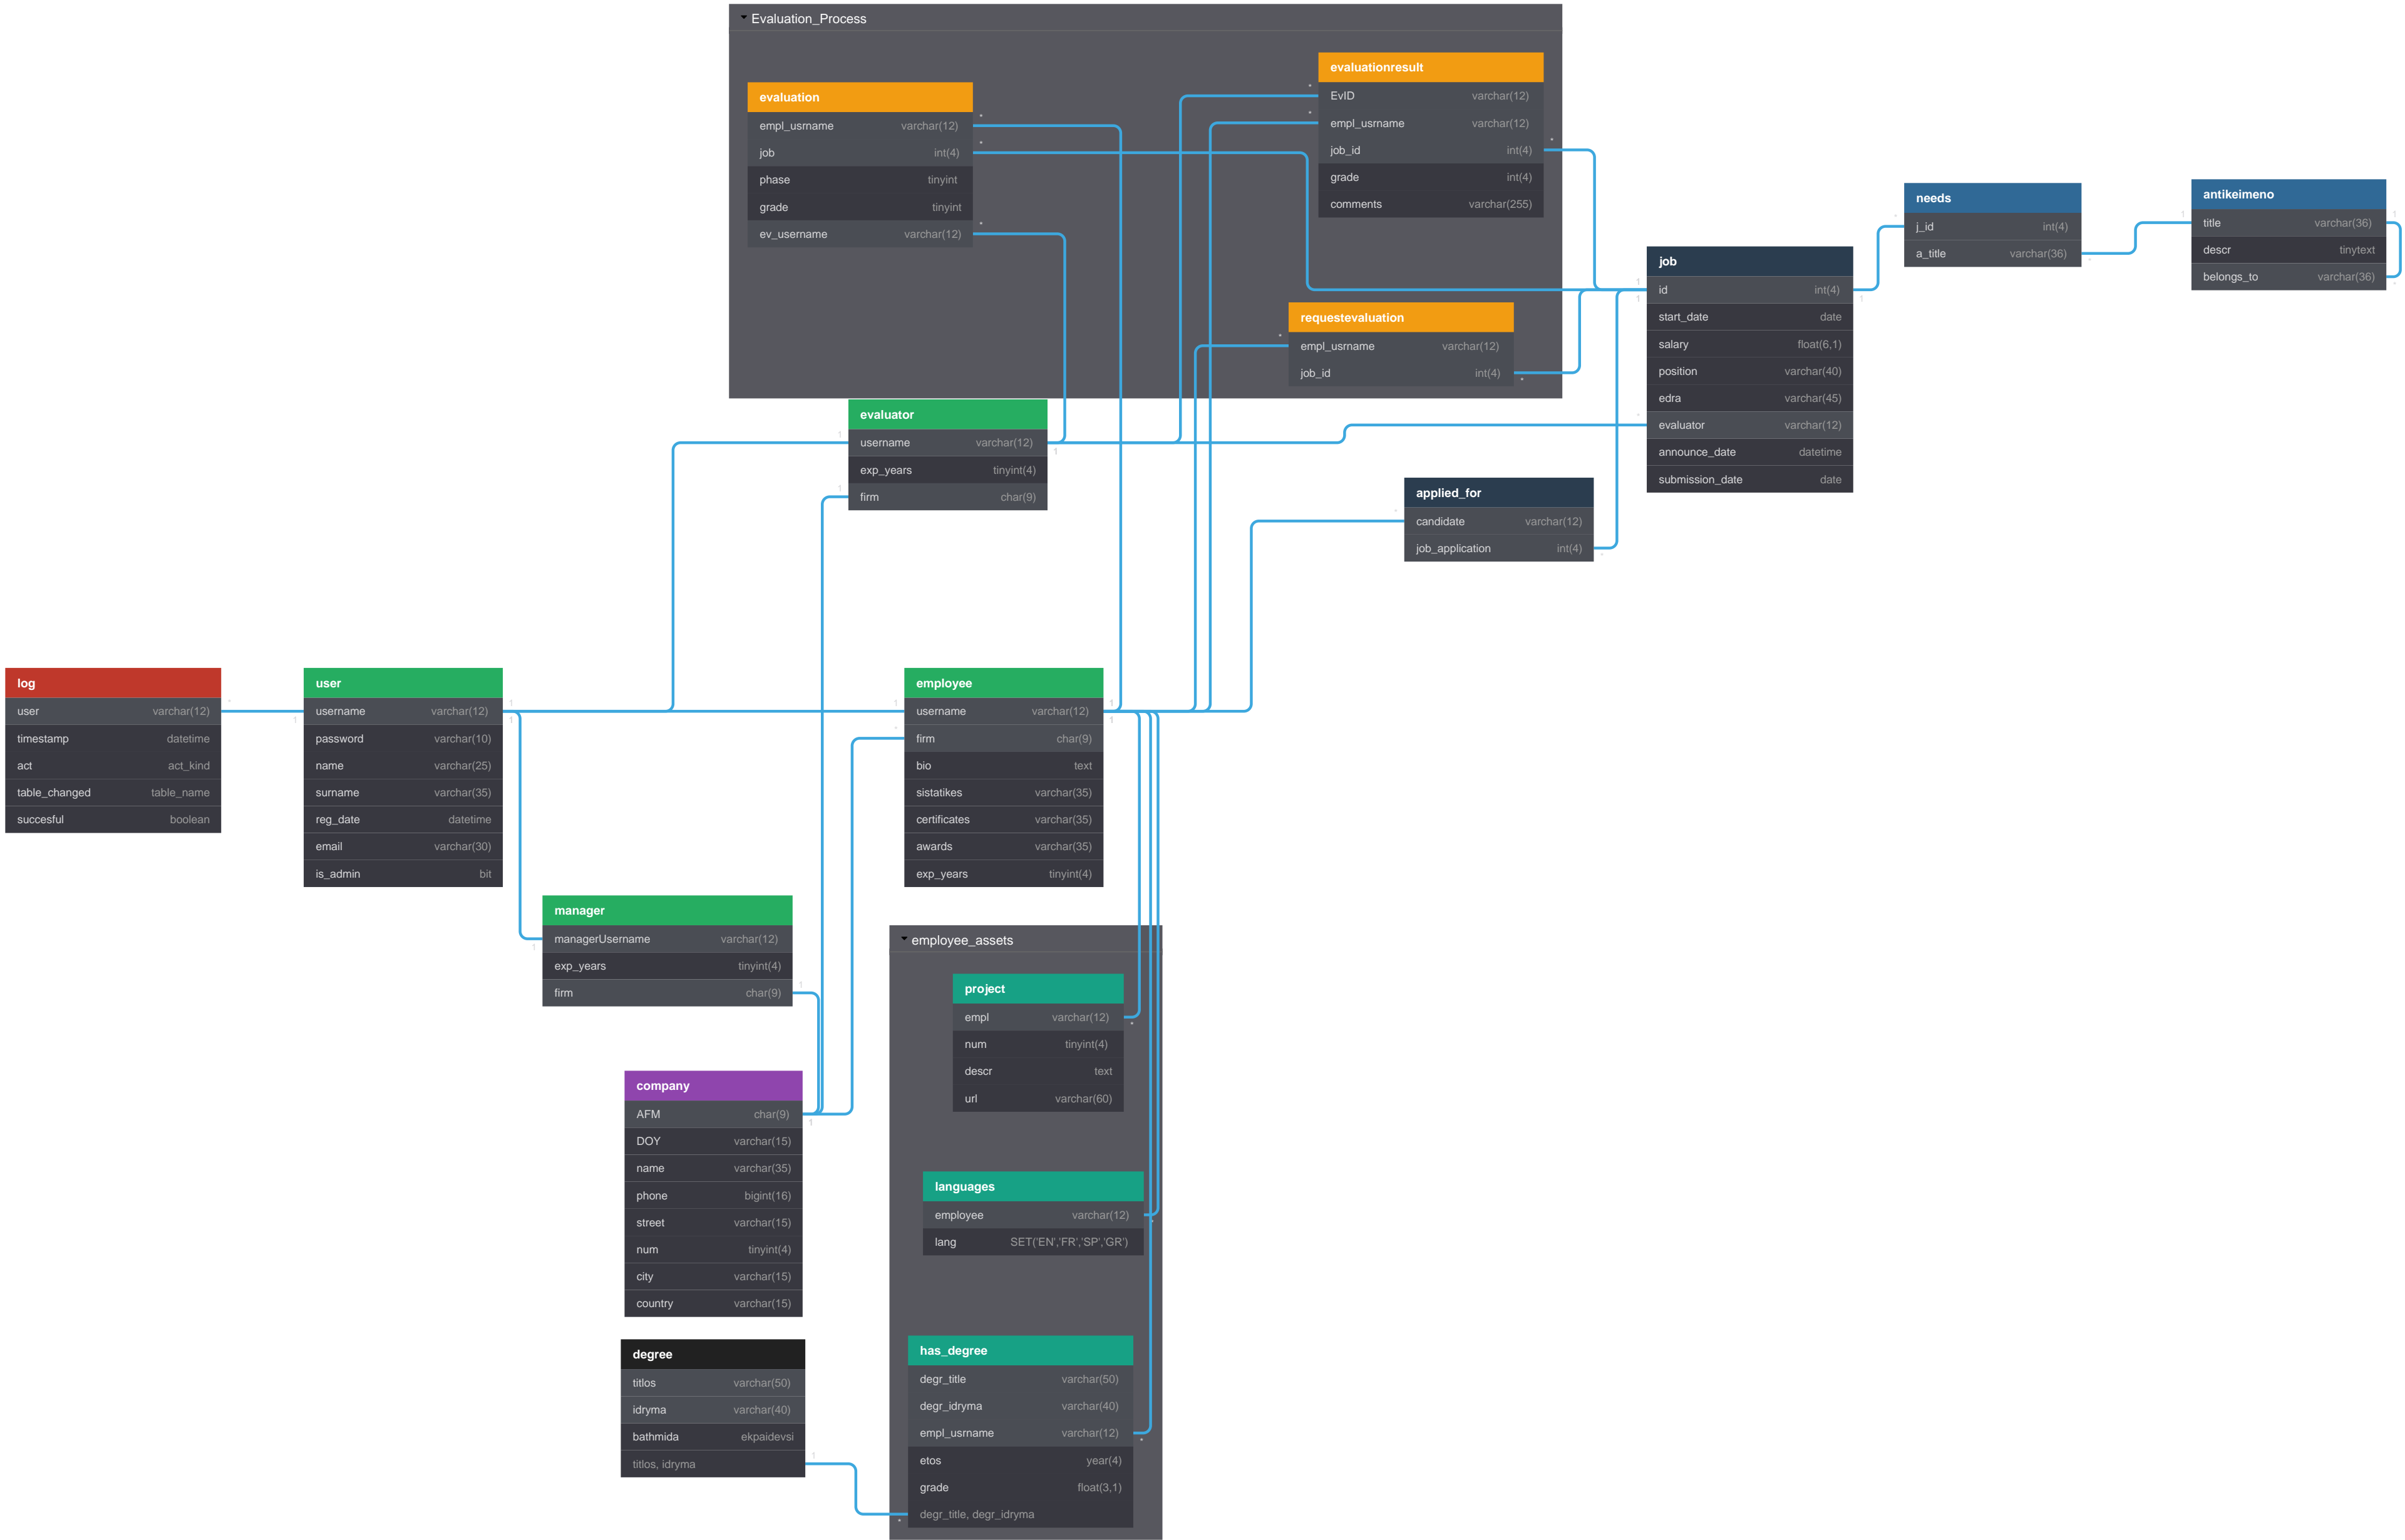 Evaluation_Process
evaluation
empl_usrname varchar(12)
job int(4)
phase tinyint
grade tinyint
ev_username varchar(12)
evaluationresult
EvID varchar(12)
empl_usrname varchar(12)
job_id int(4)
grade int(4)
comments varchar(255)
requestevaluation
empl_usrname varchar(12)
job_id int(4)
needs
j_id int(4)
a_title varchar(36)
antikeimeno
title varchar(36)
descr tinytext
belongs_to varchar(36)
job
id int(4)
start_date date
salary float(6,1)
position varchar(40)
edra varchar(45)
evaluator varchar(12)
announce_date datetime
submission_date date
evaluator
username varchar(12)
exp_years tinyint(4)
firm char(9)
applied_for
candidate varchar(12)
job_application int(4)
log
user varchar(12)
timestamp datetime
act act_kind
table_changed table_name
succesful boolean
user
username varchar(12)
password varchar(10)
name varchar(25)
surname varchar(35)
reg_date datetime
email varchar(30)
is_admin bit
employee
username varchar(12)
firm char(9)
bio text
sistatikes varchar(35)
certificates varchar(35)
awards varchar(35)
exp_years tinyint(4)
manager
managerUsername varchar(12)
exp_years tinyint(4)
firm char(9)
employee_assets
project
empl varchar(12)
num tinyint(4)
descr text
url varchar(60)
company
AFM char(9)
DOY varchar(15)
name varchar(35)
phone bigint(16)
street varchar(15)
num tinyint(4)
city varchar(15)
country varchar(15)
languages
employee varchar(12)
lang SET('EN','FR','SP','GR')
degree
titlos varchar(50)
idryma varchar(40)
bathmida ekpaidevsi
titlos, idryma
has_degree
degr_title varchar(50)
degr_idryma varchar(40)
empl_usrname varchar(12)
etos year(4)
grade float(3,1)
degr_title, degr_idryma